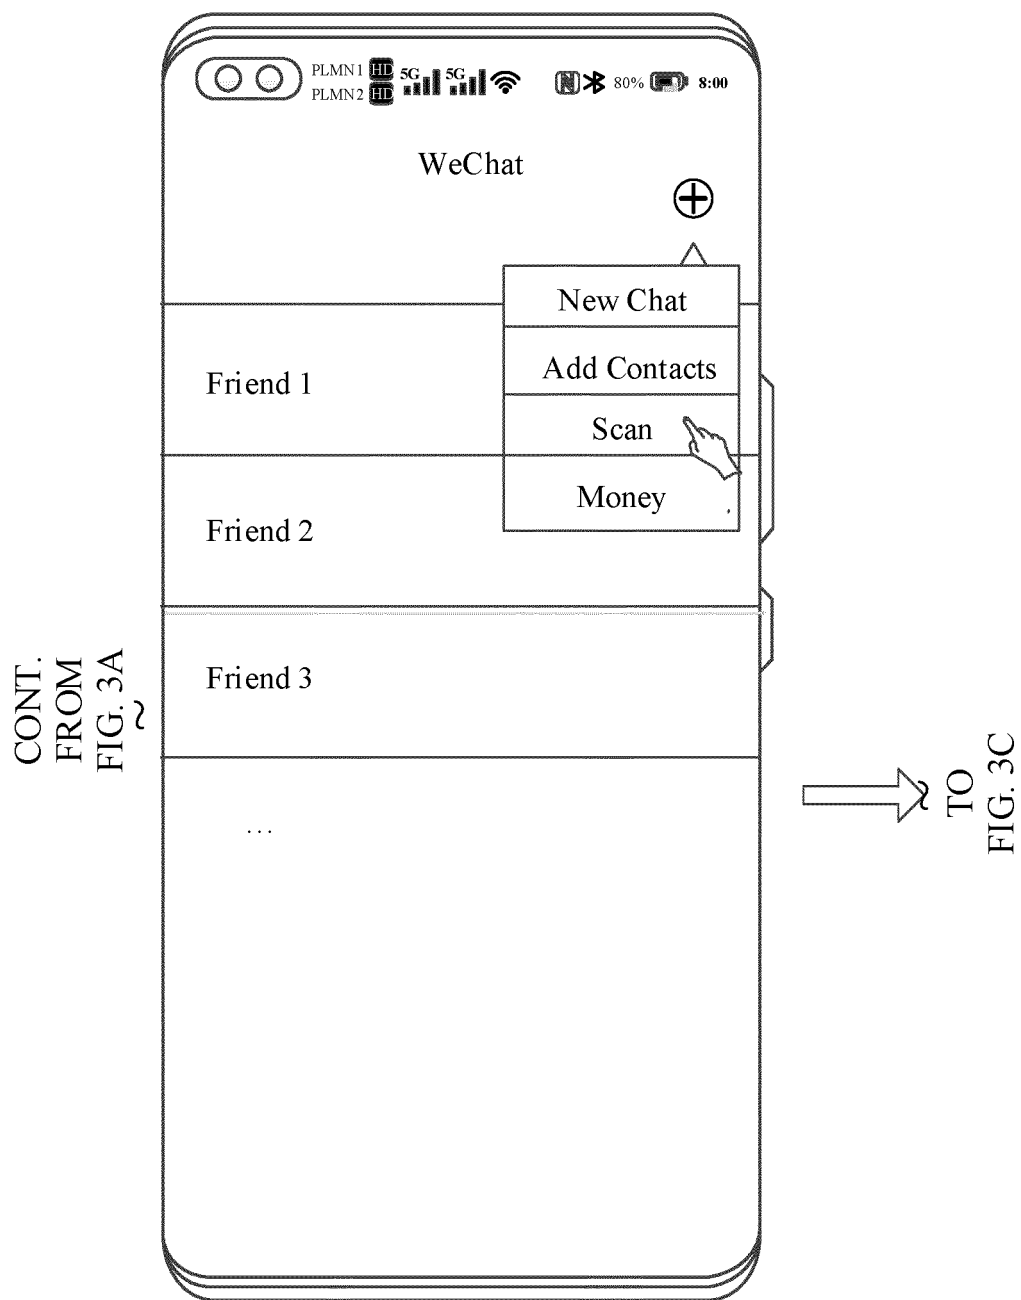 PLMN1 HD 5G 5G N 80% 8:00
PLMN2 HD
WeChat
New Chat
Add Contacts
Friend 1
Scan
Money
Friend 2
Friend 3
...
CONT.
FROM
FIG. 3A
~
~
TO
FIG. 3C